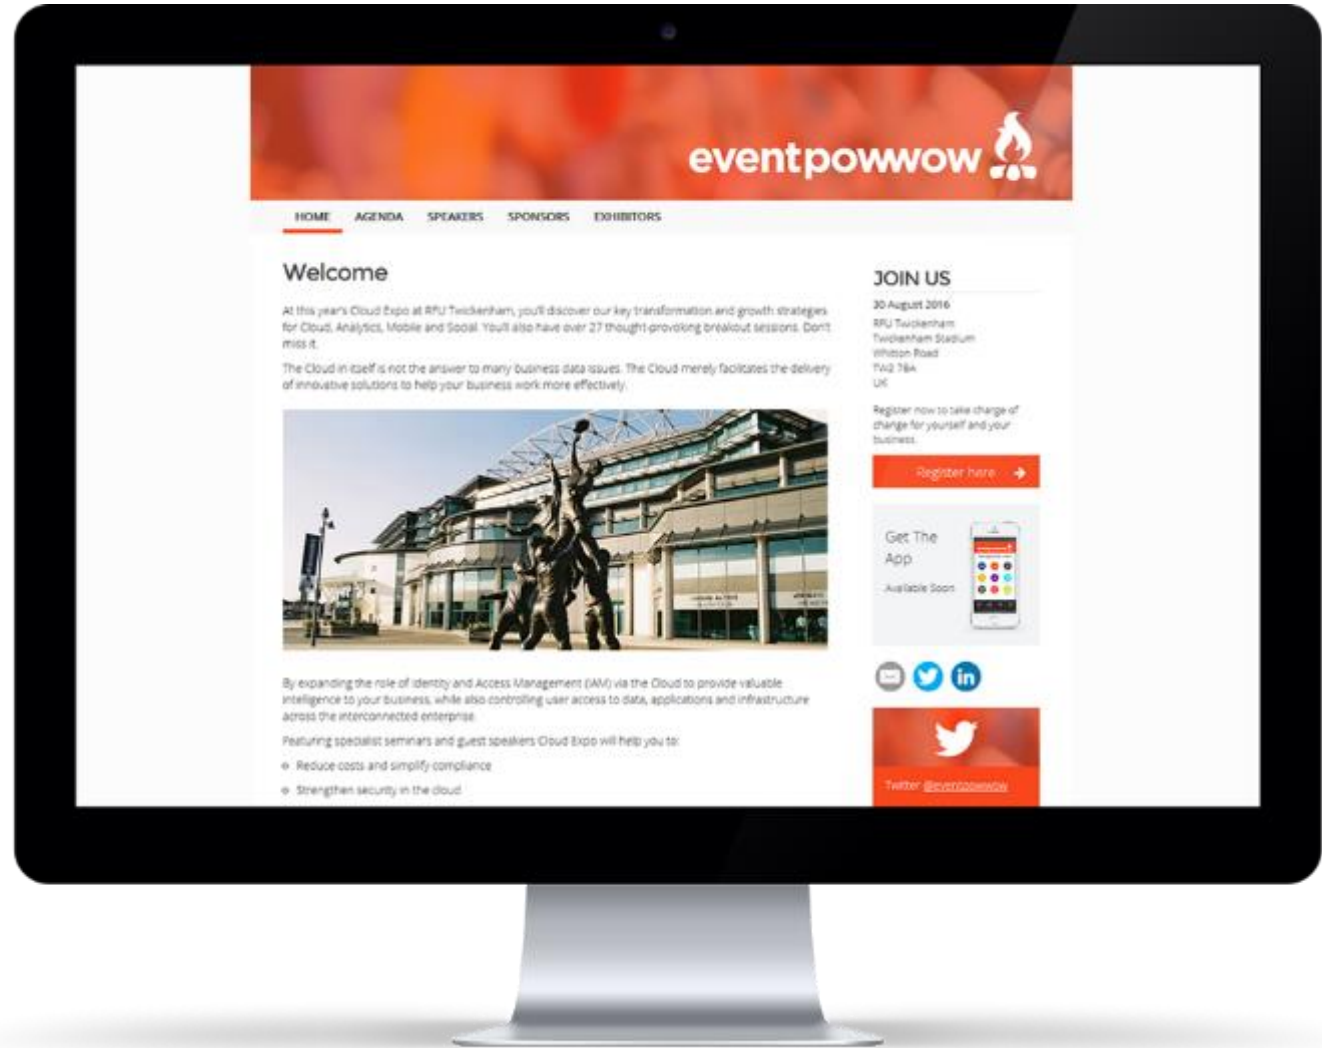 eventpowwow
HOME AGENDA SPEAKERS SPONSORS EXHIBITORS
Welcome
At this year's Cloud Expo at RFU Twickenham, you'll discover our key transformation and growth strategies
for Cloud, Analytics, Mobile and Social. You'll also have over 27 thought-provoking breakout sessions. Don't
miss it.
The Cloud in itself is not the answer to many business data issues. The Cloud merely facilitates the delivery
of innovative solutions to help your business work more effectively.
By expanding the role of Identity and Access Management (IAM) via the Cloud to provide valuable
intelligence to your business, while also controlling user access to data, applications and infrastructure
across the interconnected enterprise.
Featuring specialist seminars and guest speakers Cloud Expo will help you to:
Reduce costs and simplify compliance
Strengthen security in the cloud
JOIN US
30 August 2016
RFU Twickenham
Twickenham Stadium
Whitton Road
TW2 7BA
UK
Register now to take charge of
change for yourself and your
business.
Register here
Get The
App
Available Soon
in
Twitter @eventpowwow